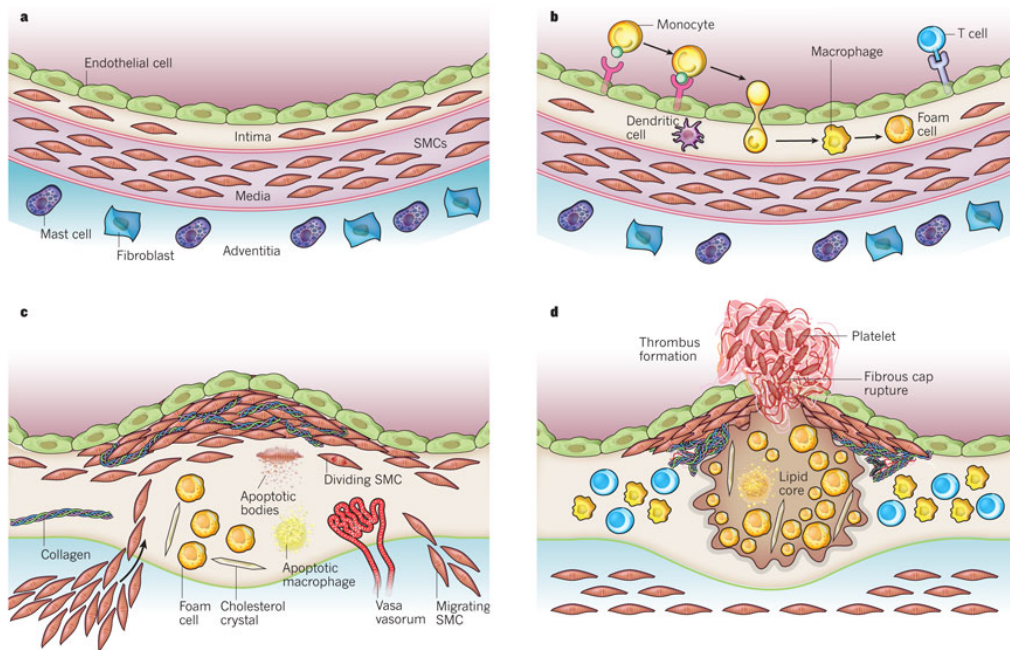 a
Endothelial cell
Intima
SMCs
Media
Mast cell
Fibroblast
Adventitia
b
Monocyte
Macrophage
T cell
Dendritic
cell
Foam
cell
c
Apoptotic
bodies
Dividing SMC
Collagen
Apoptotic
macrophage
Foam
cell
Cholesterol
crystal
Vasa
vasorum
Migrating
SMC
d
Thrombus
formation
Platelet
Fibrous cap
rupture
Lipid
core